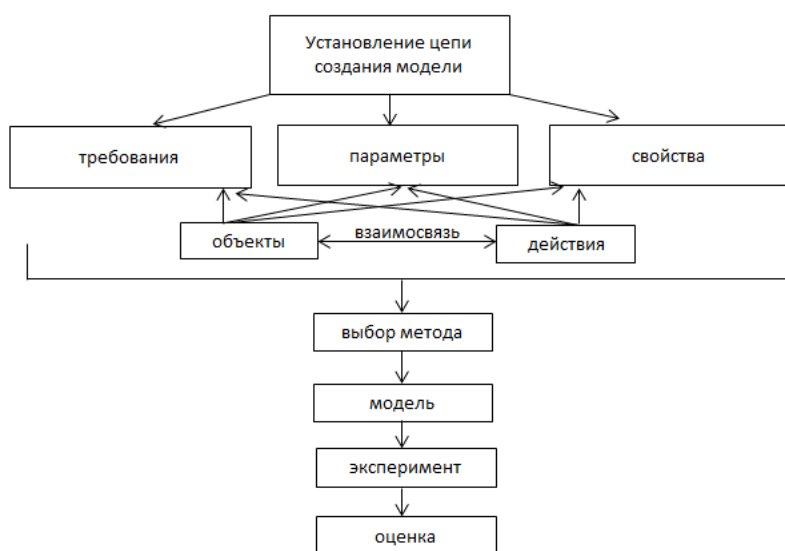 Установление цепи
создания модели
требования
параметры
свойства
объекты
взаимосвязь
действия
выбор метода
модель
эксперимент
оценка